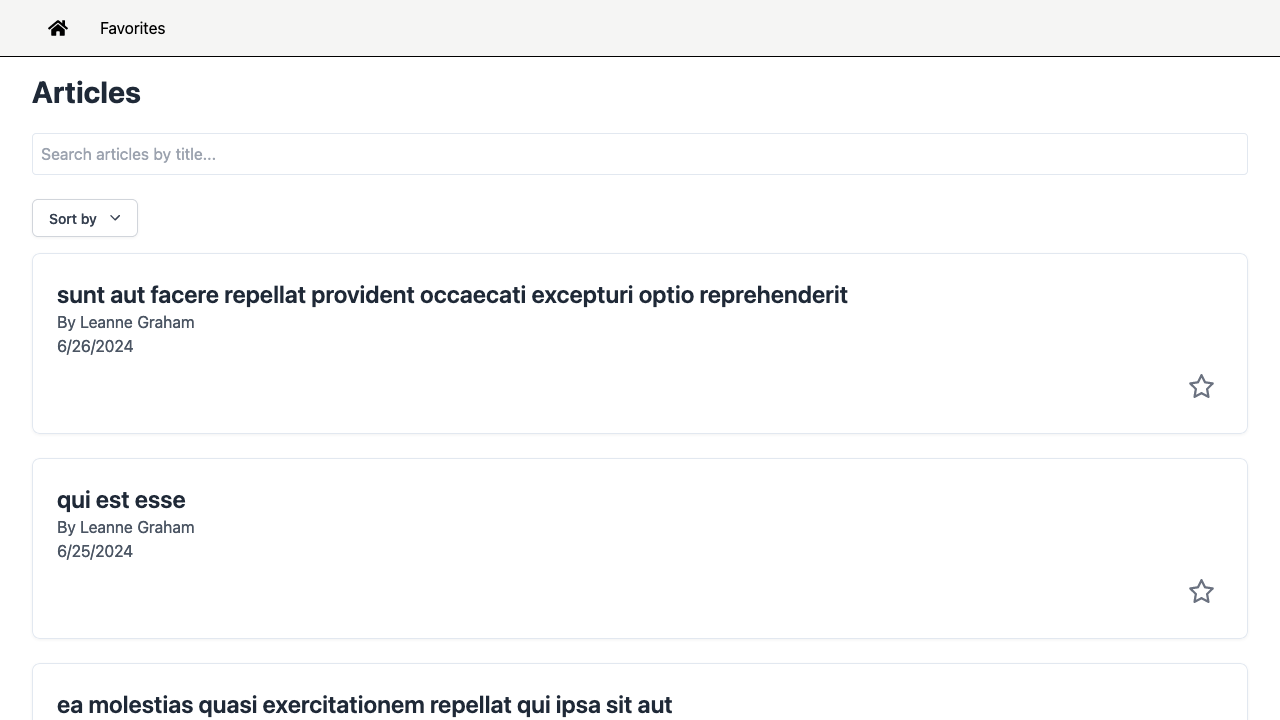 Favorites
Articles
Search articles by title...
Sort by
sunt aut facere repellat provident occaecati excepturi optio reprehenderit
By Leanne Graham
6/26/2024
qui est esse
By Leanne Graham
6/25/2024
ea molestias quasi exercitationem repellat qui ipsa sit aut